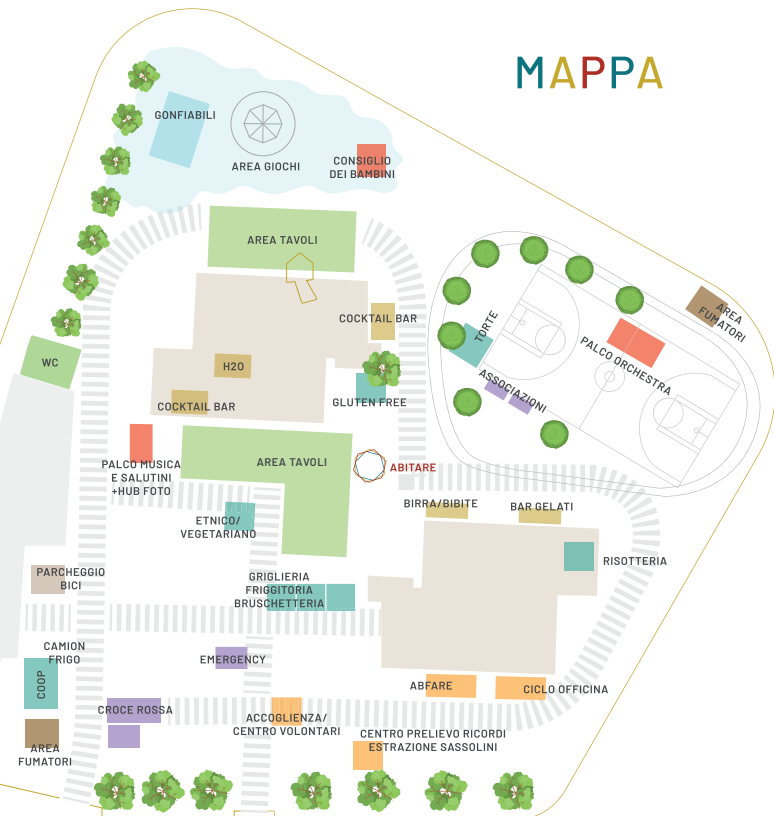 MAPPA
GONFIABILI
AREA GIOCHI
CONSIGLIO
DEI BAMBINI
AREA TAVOLI
COCKTAIL BAR
H2O
COCKTAIL BAR
GLUTEN FREE
WC
TORTE
ASSOCIAZIONI
PALCO ORCHESTRA
AREA
FUMATORI
PALCO MUSICA
E SALUTINI
+HUB FOTO
AREA TAVOLI
ABITARE
ETNICO/
VEGETARIANO
BIRRA/BIBITE
BAR GELATI
RISOTTERIA
PARCHEGGIO
BICI
GRIGLIERIA
FRIGGITORIA
BRUSCHETTERIA
CAMION
FRIGO
COOP
EMERGENCY
ABFARE
CICLO OFFICINA
CROCE ROSSA
ACCOGLIENZA/
CENTRO VOLONTARI
CENTRO PRELIEVO RICORDI
ESTRAZIONE SASSOLINI
AREA
FUMATORI